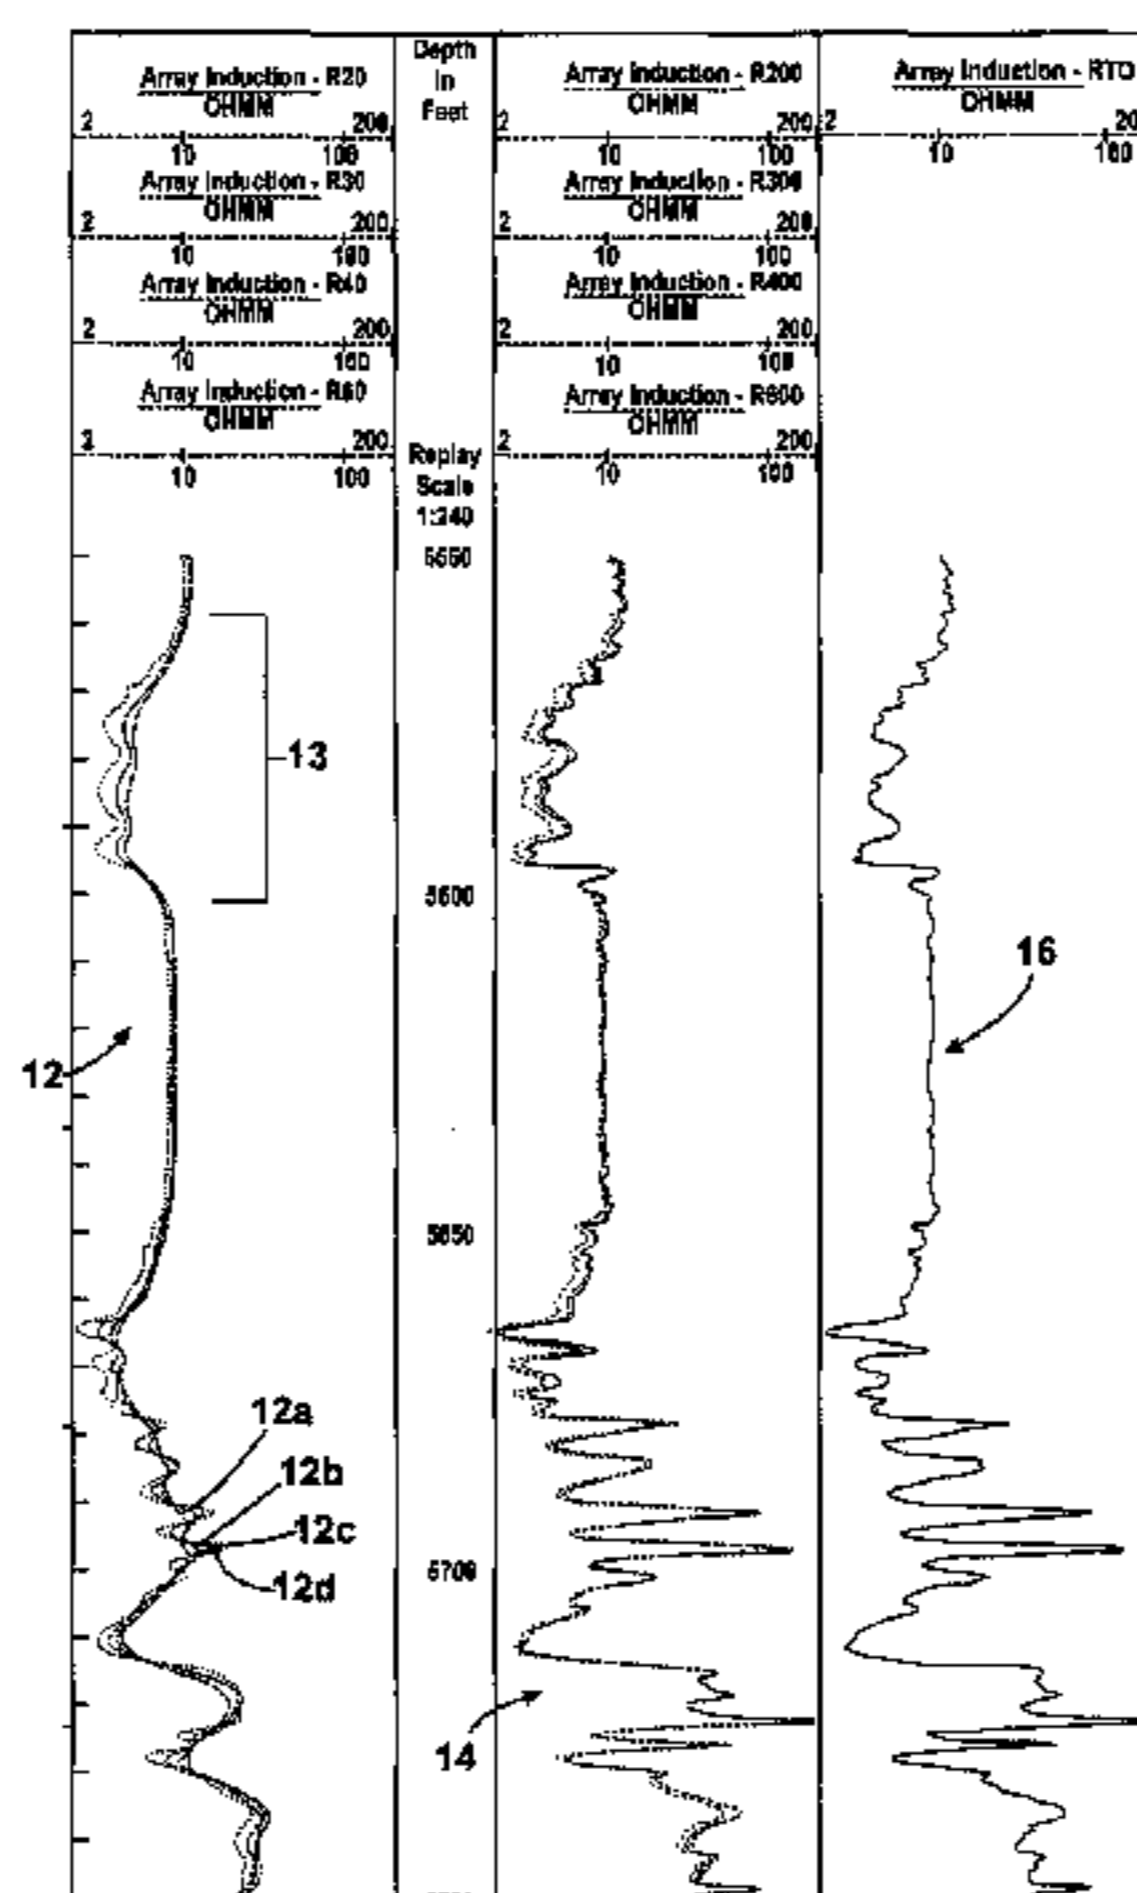 Array Induction - R20
OHMM
2 200
10 100
Array Induction - R30
OHMM
2 200
10 100
Array Induction - R40
OHMM
2 200
10 100
Array Induction - R60
OHMM
2 200
10 100
Depth
In
Feet
Replay
Scale
1:240
5550
5600
5650
5700
Array Induction - R200
OHMM
2 200
10 100
Array Induction - R300
OHMM
2 200
10 100
Array Induction - R400
OHMM
2 200
10 100
Array Induction - R600
OHMM
2 200
10 100
Array Induction - RTO
OHMM
2 20
10 100
13
16
12
12a
12b
12c
12d
14